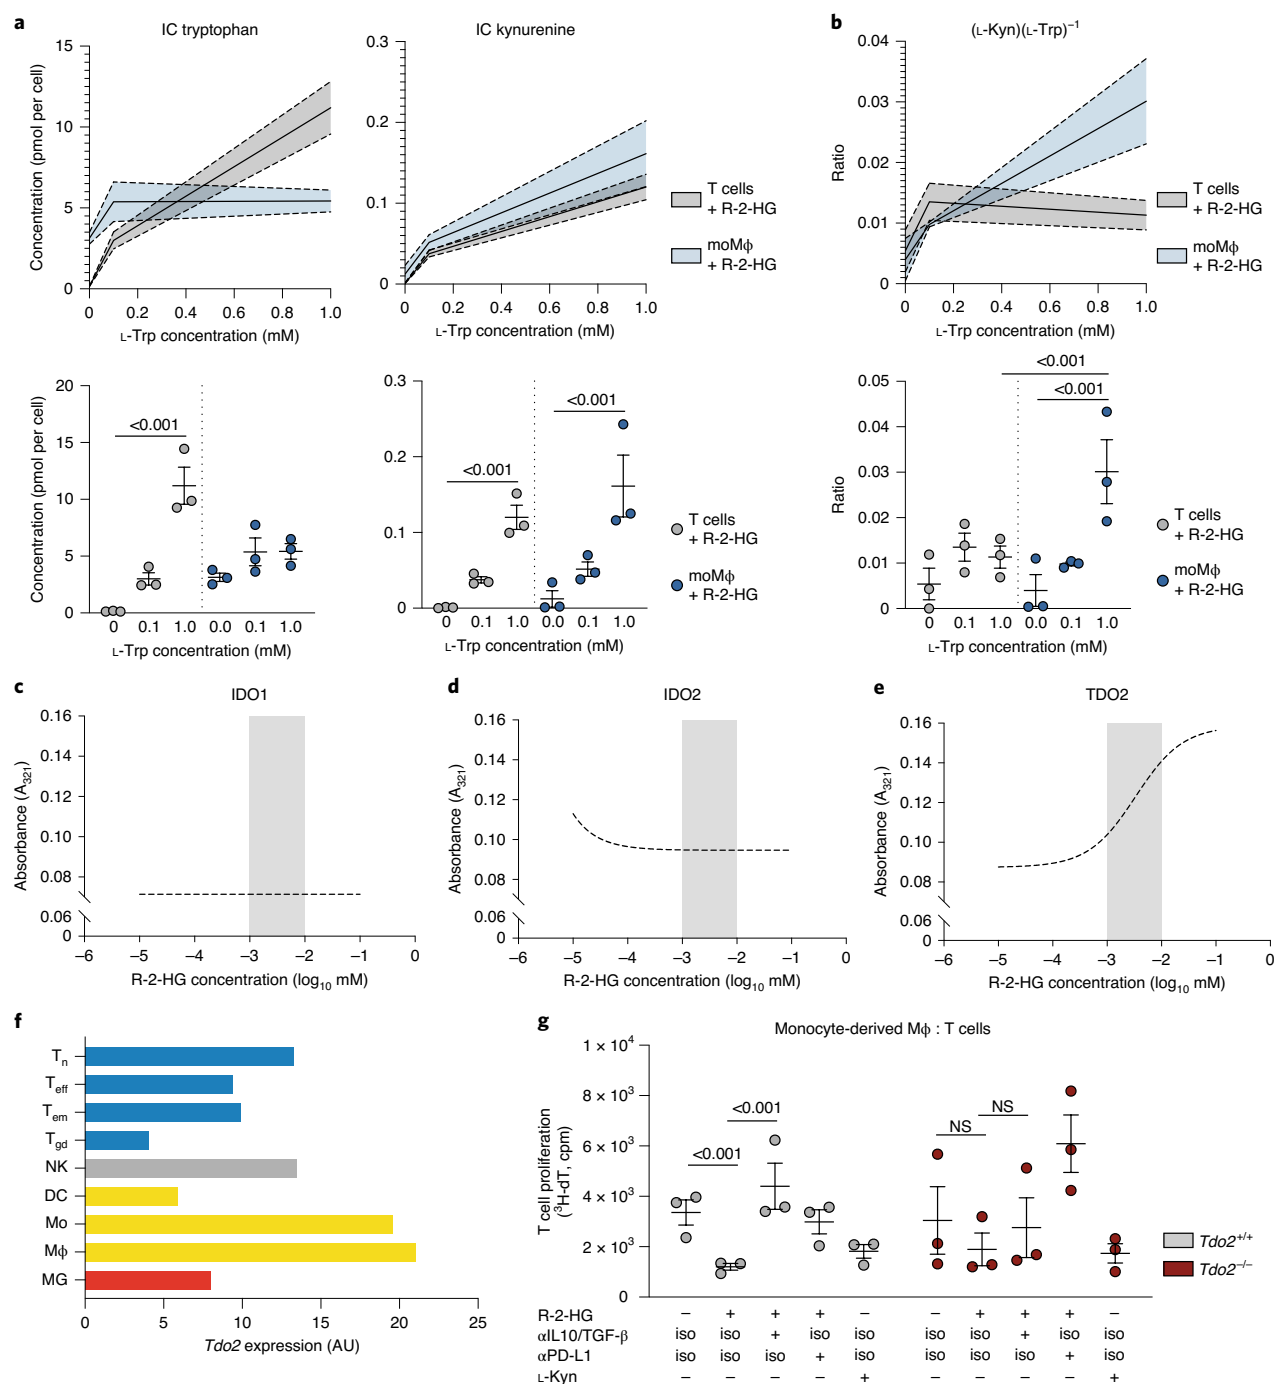 a
IC tryptophan
Concentration (pmol per cell)
15
10
5
0
0 0.2 0.4 0.6 0.8 1.0
L-Trp concentration (mM)
IC kynurenine
0.3
0.2
0.1
0
0 0.2 0.4 0.6 0.8 1.0
L-Trp concentration (mM)
T cells
+ R-2-HG
moMϕ
+ R-2-HG
b
(L-Kyn)(L-Trp)⁻¹
Ratio
0.04
0.03
0.02
0.01
0
0 0.2 0.4 0.6 0.8 1.0
L-Trp concentration (mM)
T cells
+ R-2-HG
moMϕ
+ R-2-HG
Concentration (pmol per cell)
20
15
10
5
0
<0.001
0 0.1 1.0 0.0 0.1 1.0
L-Trp concentration (mM)
0.3
0.2
0.1
0
<0.001
<0.001
0 0.1 1.0 0.0 0.1 1.0
L-Trp concentration (mM)
T cells
+ R-2-HG
moMϕ
+ R-2-HG
Ratio
0.05
0.04
0.03
0.02
0.01
0
<0.001
<0.001
0 0.1 1.0 0.0 0.1 1.0
L-Trp concentration (mM)
T cells
+ R-2-HG
moMϕ
+ R-2-HG
c
IDO1
Absorbance (A₃₂₁)
0.16
0.14
0.12
0.10
0.08
0.06
0
–6 –5 –4 –3 –2 –1 0
R-2-HG concentration (log₁₀ mM)
d
IDO2
Absorbance (A₃₂₁)
0.16
0.14
0.12
0.10
0.08
0.06
0
–6 –5 –4 –3 –2 –1 0
R-2-HG concentration (log₁₀ mM)
e
TDO2
Absorbance (A₃₂₁)
0.16
0.14
0.12
0.10
0.08
0.06
0
–6 –5 –4 –3 –2 –1 0
R-2-HG concentration (log₁₀ mM)
f
Tn
Teff
Tem
Tgd
NK
DC
Mo
Mϕ
MG
0 5 10 15 20 25
Tdo2 expression (AU)
g
Monocyte-derived Mϕ : T cells
T cell proliferation
(³H-dT, cpm)
1 × 10⁴
8 × 10³
6 × 10³
4 × 10³
2 × 10³
0
<0.001
<0.001
NS
NS
Tdo2+/+
Tdo2–/–
R-2-HG – + + + – – + + + –
αIL10/TGF-β iso iso + iso iso iso iso + iso iso
αPD-L1 iso iso iso + iso iso iso iso + iso
L-Kyn – – – – + – – – – +